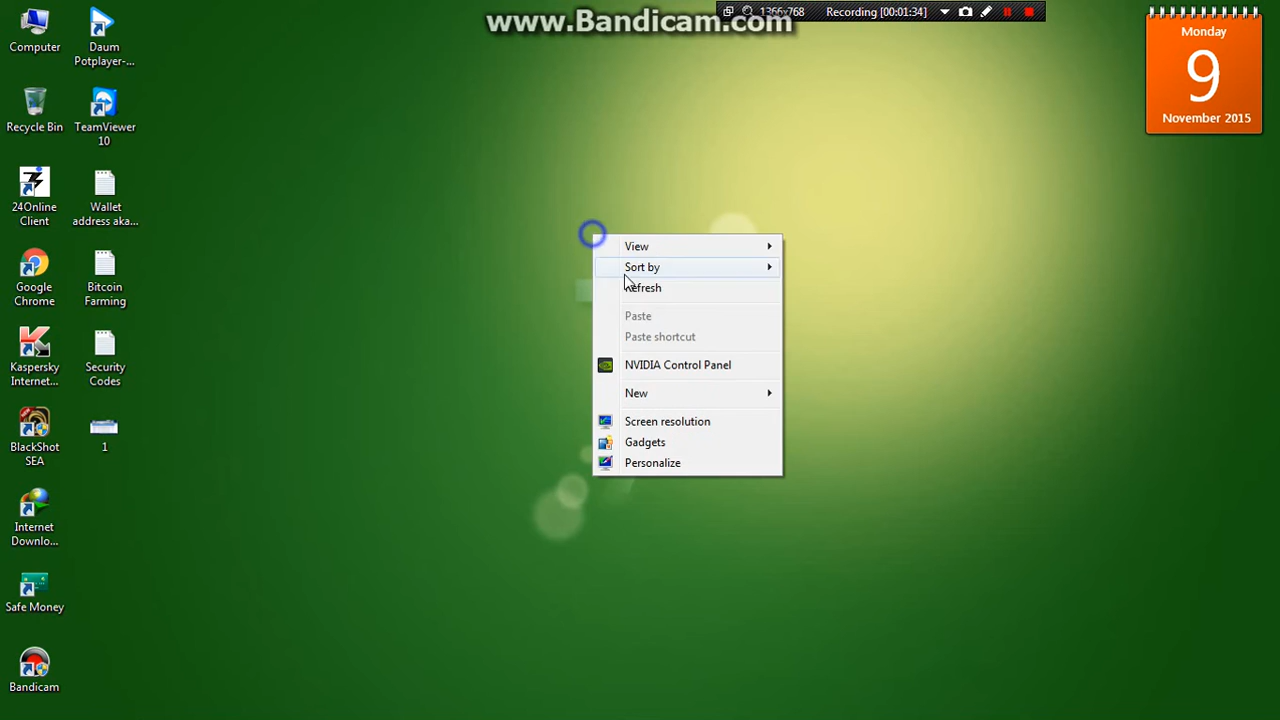 www.Bandicam.com
1366x768 Recording [00:01:34]
Monday
9
November 2015
Computer
Daum
Potplayer-...
Recycle Bin
TeamViewer
10
24Online
Client
Wallet
address aka...
Google
Chrome
Bitcoin
Farming
Kaspersky
Internet...
Security
Codes
BlackShot
SEA
1
Internet
Downlo...
Safe Money
Bandicam
View
Sort by
Refresh
Paste
Paste shortcut
NVIDIA Control Panel
New
Screen resolution
Gadgets
Personalize